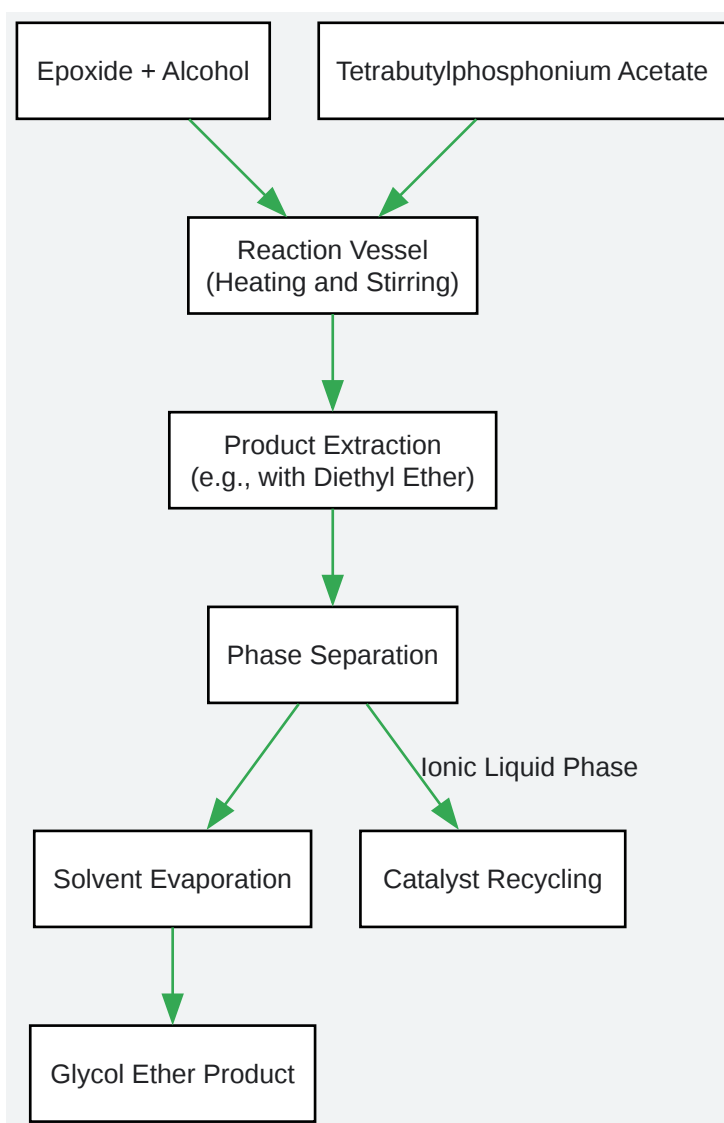 Epoxide + Alcohol
Tetrabutylphosphonium Acetate
Reaction Vessel
(Heating and Stirring)
Product Extraction
(e.g., with Diethyl Ether)
Phase Separation
Ionic Liquid Phase
Solvent Evaporation
Catalyst Recycling
Glycol Ether Product